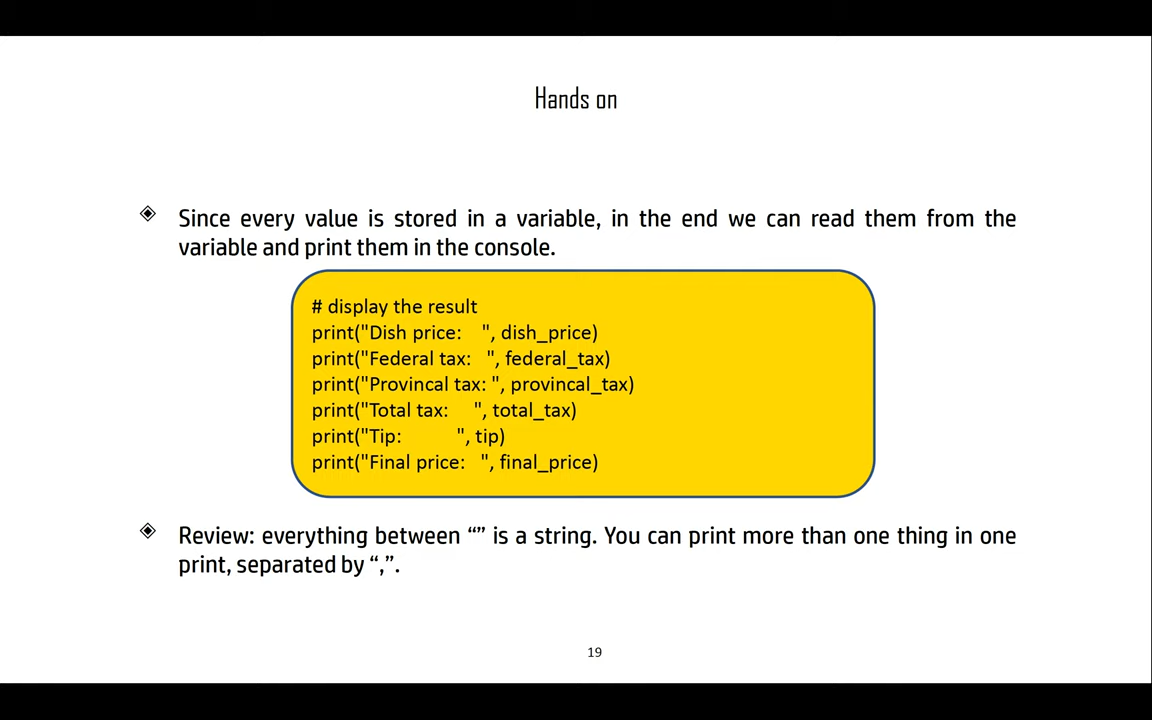 Hands on
◈ Since every value is stored in a variable, in the end we can read them from the
variable and print them in the console.
# display the result
print("Dish price:    ", dish_price)
print("Federal tax:   ", federal_tax)
print("Provincal tax: ", provincal_tax)
print("Total tax:     ", total_tax)
print("Tip:           ", tip)
print("Final price:   ", final_price)
◈ Review: everything between “” is a string. You can print more than one thing in one
print, separated by “,”.
19